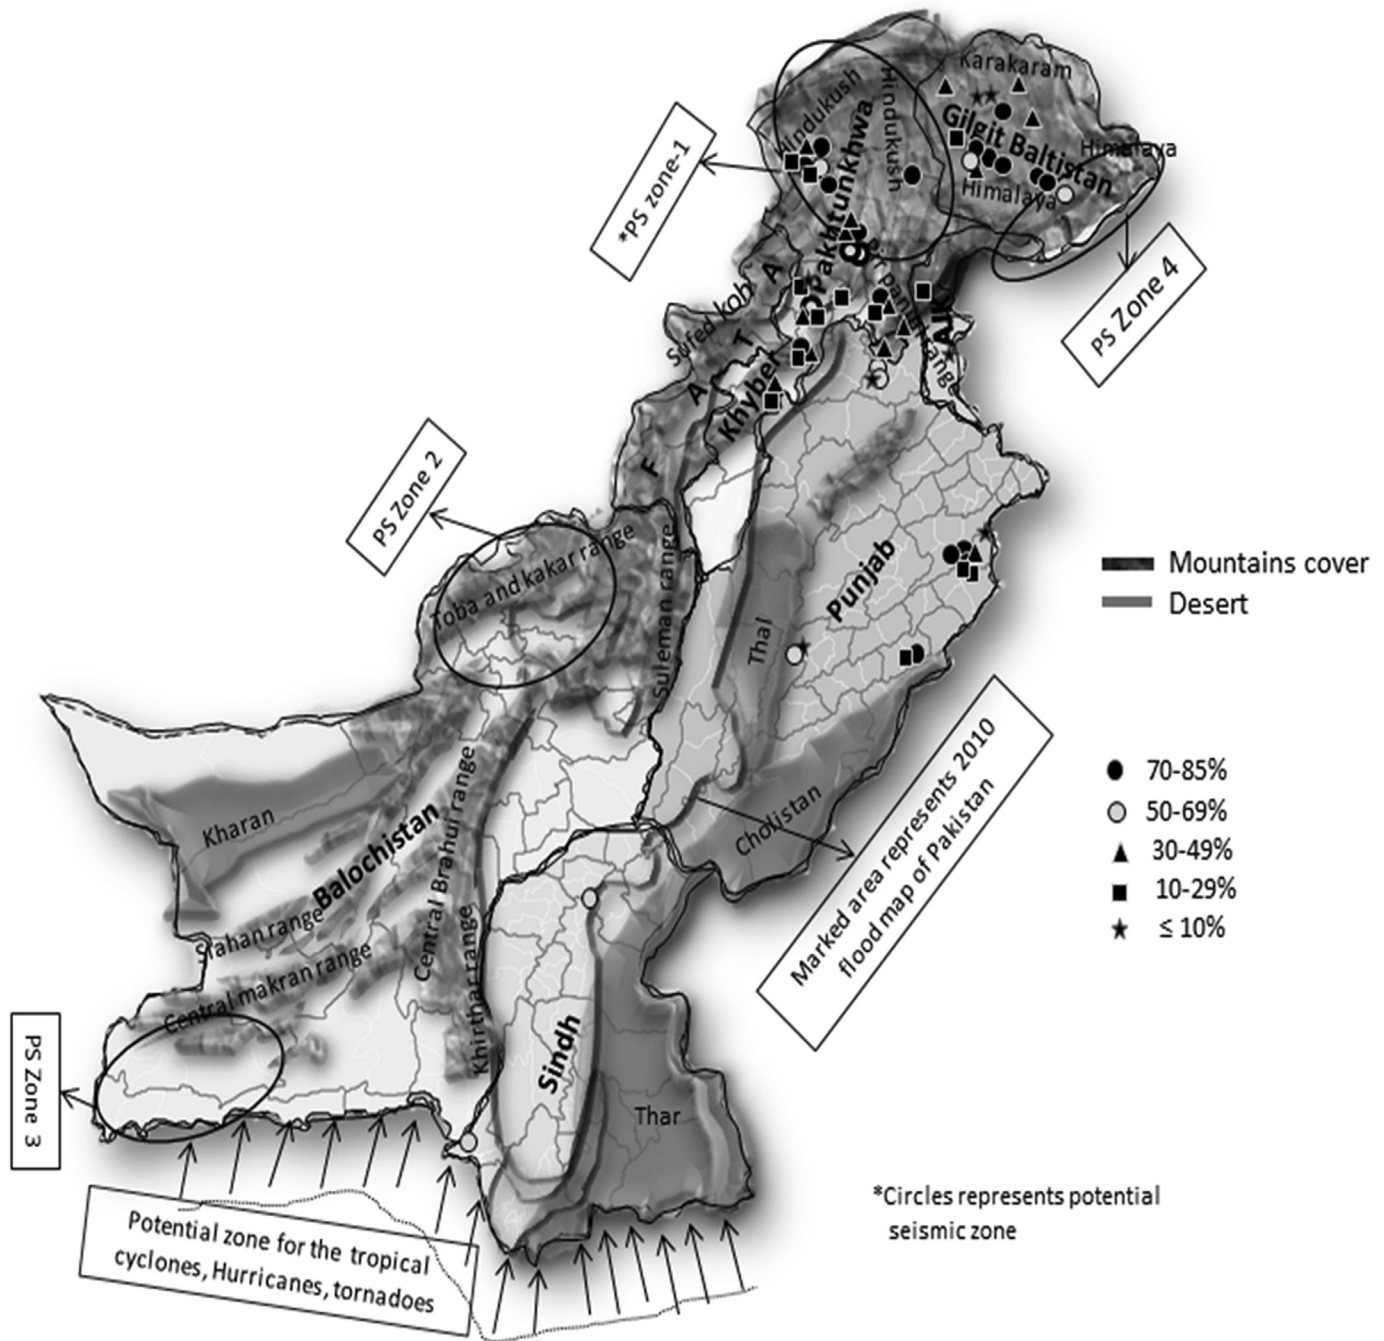 Karakaram
Hindukush
Hindukush
Gilgit Baltistan
Himalaya
Himalaya
*PS zone-1
Pakhtunkhwa
PS Zone 4
Sufed koh
F A T A
Khyber
range
PS Zone 2
Toba and kakar range
Suleman range
Punjab
Thal
Mountains cover
Desert
Kharan
Balochistan
Central Brahui range
Choljstan
Marked area represents 2010
flood map of Pakistan
70-85%
50-69%
30-49%
10-29%
≤ 10%
Siahan range
Central makran range
Khirthar range
Sindh
Thar
PS Zone 3
Potential zone for the tropical
cyclones, Hurricanes, tornadoes
*Circles represents potential
seismic zone